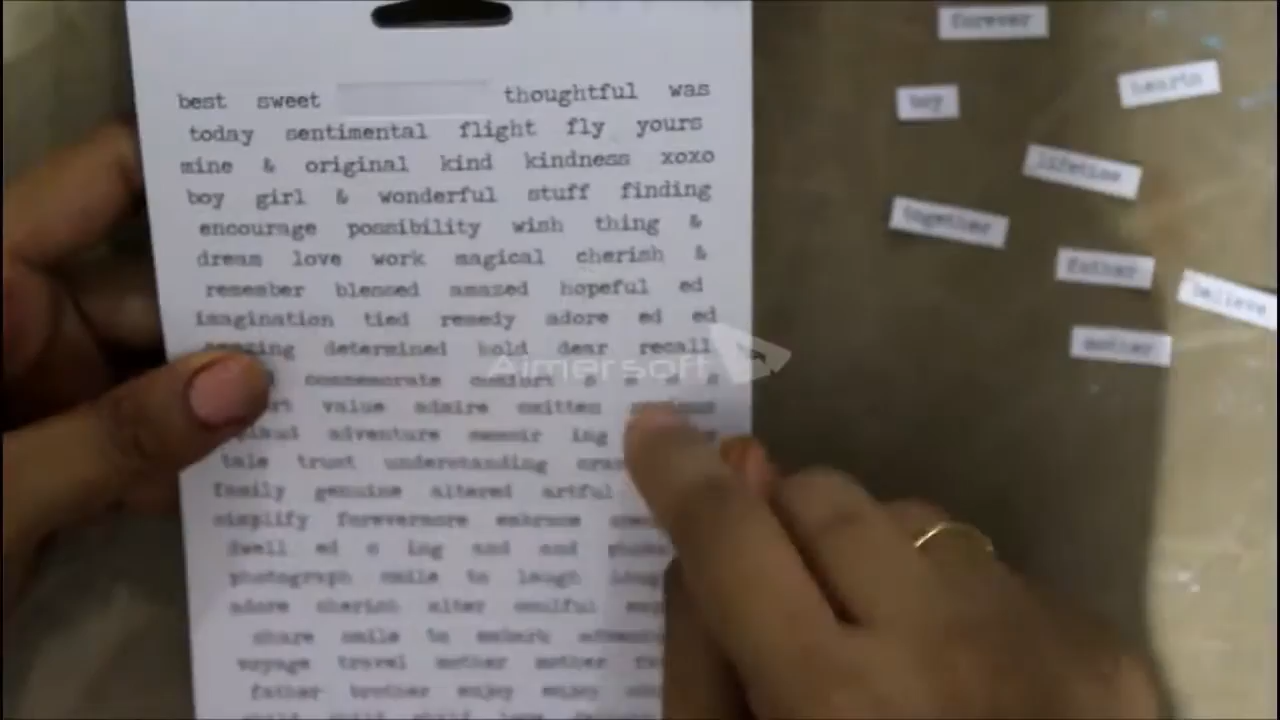 best sweet thoughtful was
today sentimental flight fly yours
mine & original kind kindness xoxo
boy girl & wonderful stuff finding
encourage possibility wish thing &
dream love work magical cherish &
remember blessed amazed hopeful ed
imagination tied remedy adore ed ed
determined hold dear recall
commemorate comfort
value admire smitten
adventure memoir ing
tale trust understanding
family genuine altered artful
simplify forevermore embrace
dwell ed ing and and
photograph smile to laugh
adore cherish alter soulful
share smile to embark
voyage travel mother mother
father brother enjoy enjoy
forever
hearts
boy
lifetime
together
father
believe
mother
Aimersoft